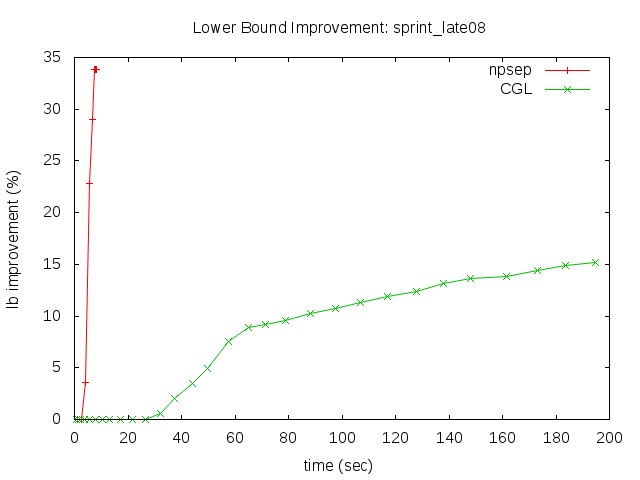 Lower Bound Improvement: sprint_late08
npsep
CGL
lb improvement (%)
35
30
25
20
15
10
5
0
0 20 40 60 80 100 120 140 160 180 200
time (sec)